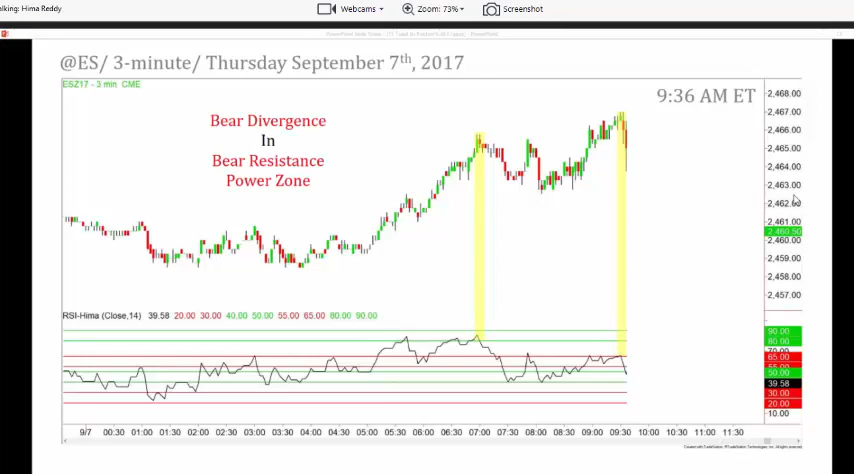 alking: Hima Reddy
Webcams
Zoom: 73%
Screenshot
@ES/ 3-minute/ Thursday September 7th, 2017
ESZ17 - 3 min CME
9:36 AM ET
Bear Divergence
In
Bear Resistance
Power Zone
2,468.00
2,467.00
2,466.00
2,465.00
2,464.00
2,463.00
2,462.00
2,461.00
2,460.50
2,460.00
2,459.00
2,458.00
2,457.00
RSI-Hima (Close,14) 39.58 20.00 30.00 40.00 50.00 55.00 65.00 80.00 90.00
90.00
80.00
70.00
65.00
55.00
50.00
39.58
30.00
20.00
10.00
9/7 00:30 01:00 01:30 02:00 02:30 03:00 03:30 04:00 04:30 05:00 05:30 06:00 06:30 07:00 07:30 08:00 08:30 09:00 09:30 10:00 10:30 11:00 11:30